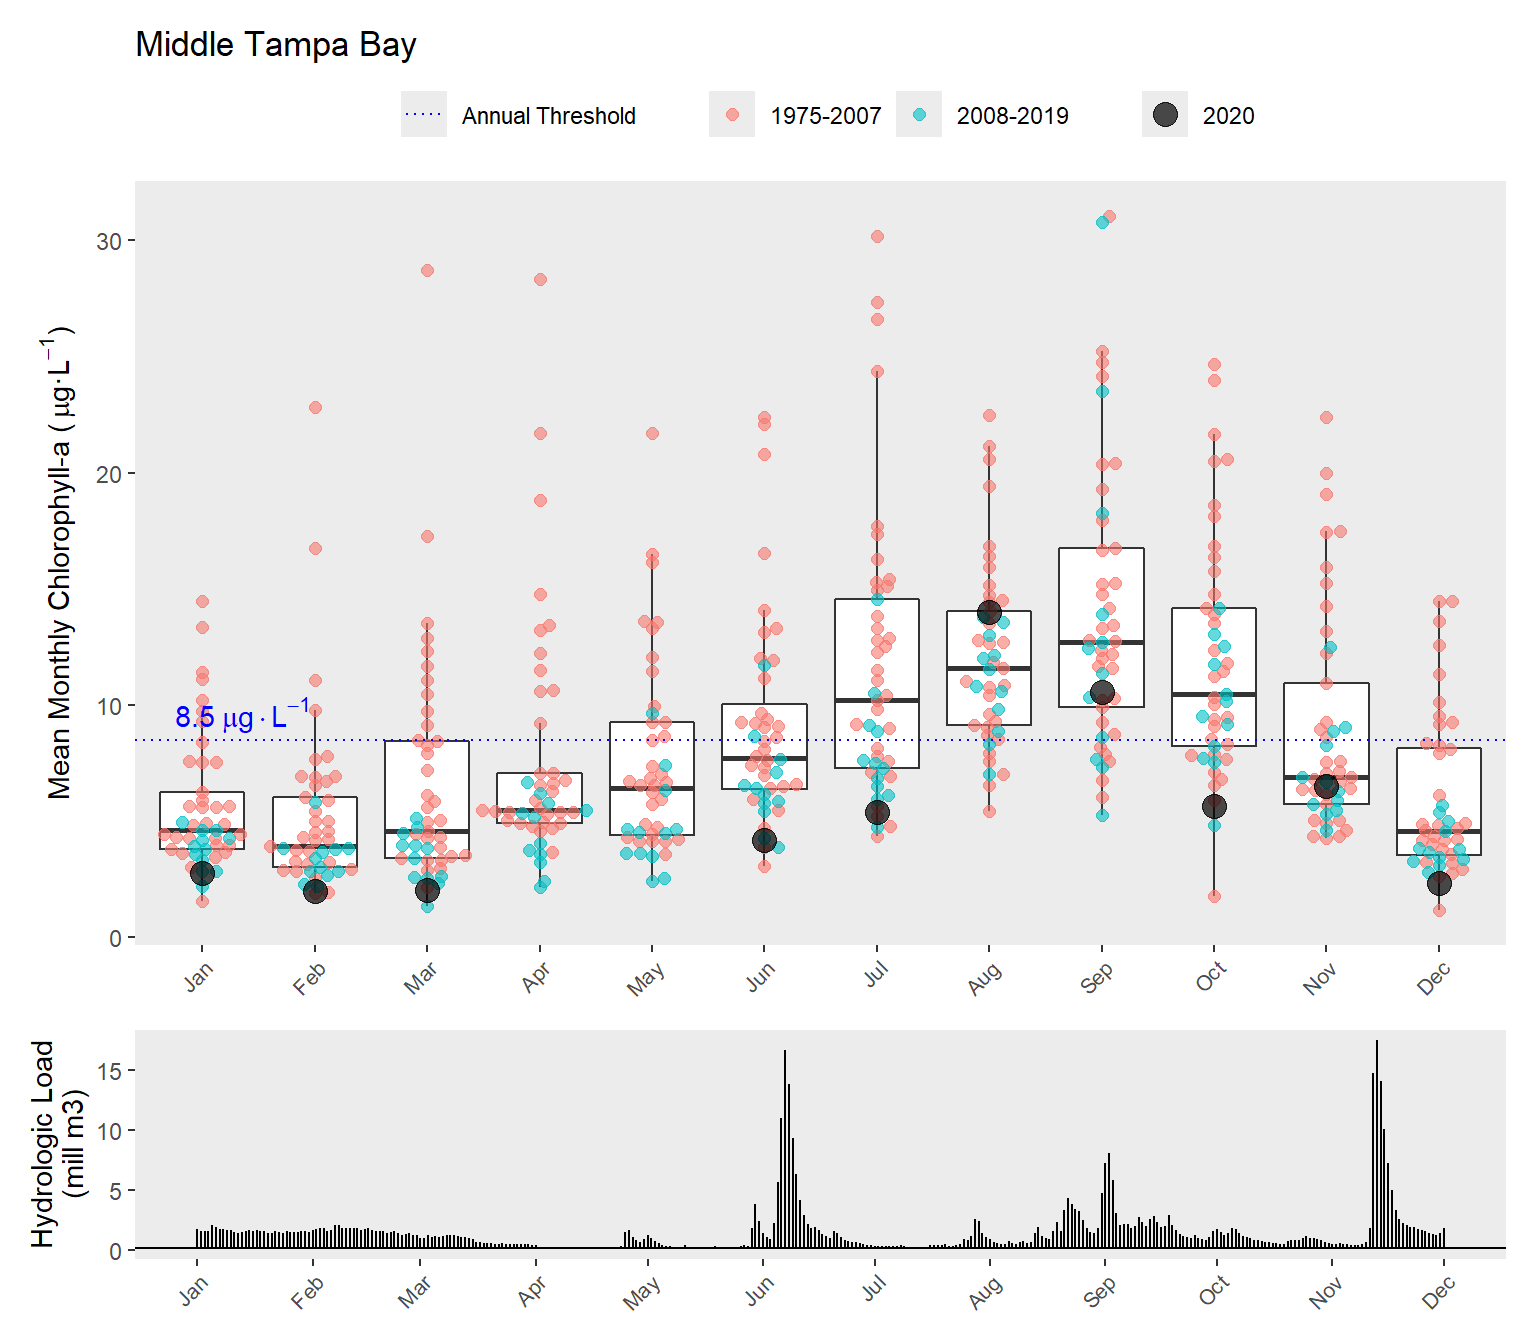 Middle Tampa Bay
Annual Threshold 1975-2007 2008-2019 2020
Mean Monthly Chlorophyll-a ( μg·L⁻¹)
30
20
10
0
8.5 μg·L⁻¹
Jan Feb Mar Apr May Jun Jul Aug Sep Oct Nov Dec
Hydrologic Load
(mill m3)
15
10
5
0
Jan Feb Mar Apr May Jun Jul Aug Sep Oct Nov Dec